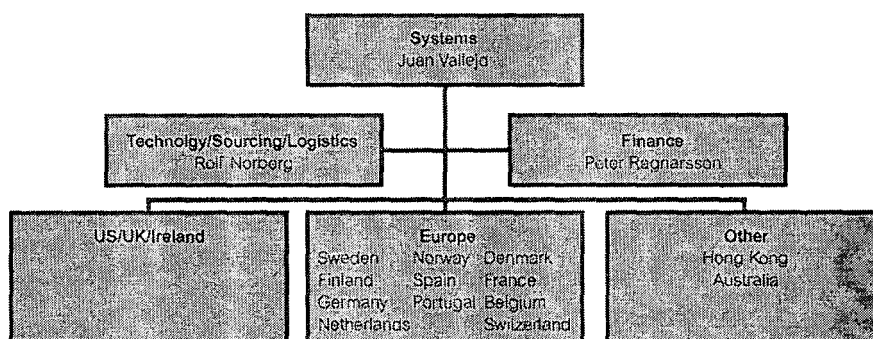 Systems
Juan Vallejo
Technolgy/Sourcing/Logistics
Rolf Norberg
Finance
Peter Ragnarsson
US/UK/Ireland
Europe
Sweden Norway Denmark
Finland Spain France
Germany Portugal Belgium
Netherlands Switzerland
Other
Hong Kong
Australia